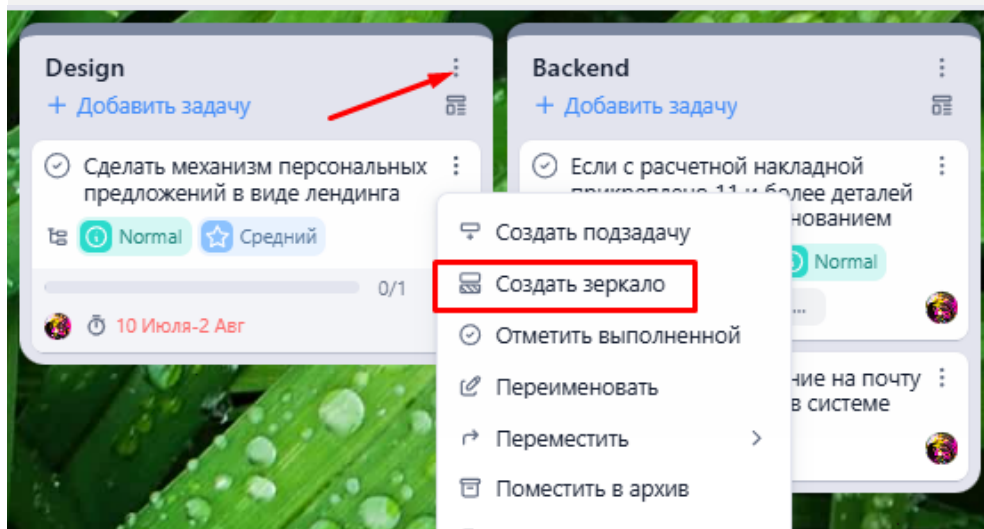 Design
+ Добавить задачу
Сделать механизм персональных
предложений в виде лендинга
Normal
Средний
0/1
10 Июля-2 Авг
Backend
+ Добавить задачу
Если с расчетной накладной
прикреплено 11 и более деталей
Normal
...
ние на почту
в системе
Создать подзадачу
Создать зеркало
Отметить выполненной
Переименовать
Переместить
Поместить в архив